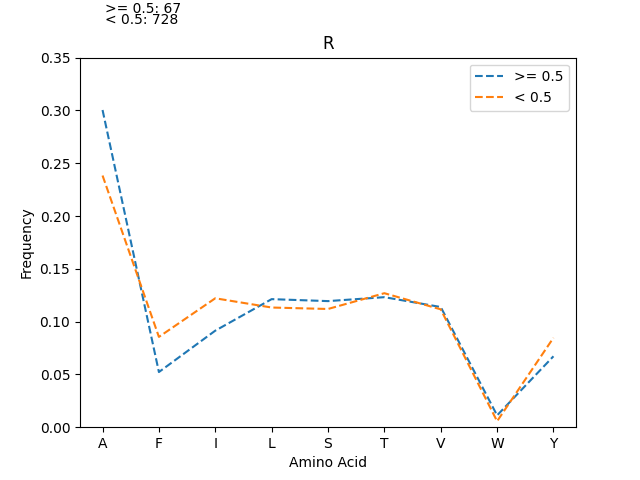 >= 0.5: 67
< 0.5: 728
R
0.35
0.30
0.25
0.20
0.15
0.10
0.05
0.00
Frequency
>= 0.5
< 0.5
A F I L S T V W Y
Amino Acid